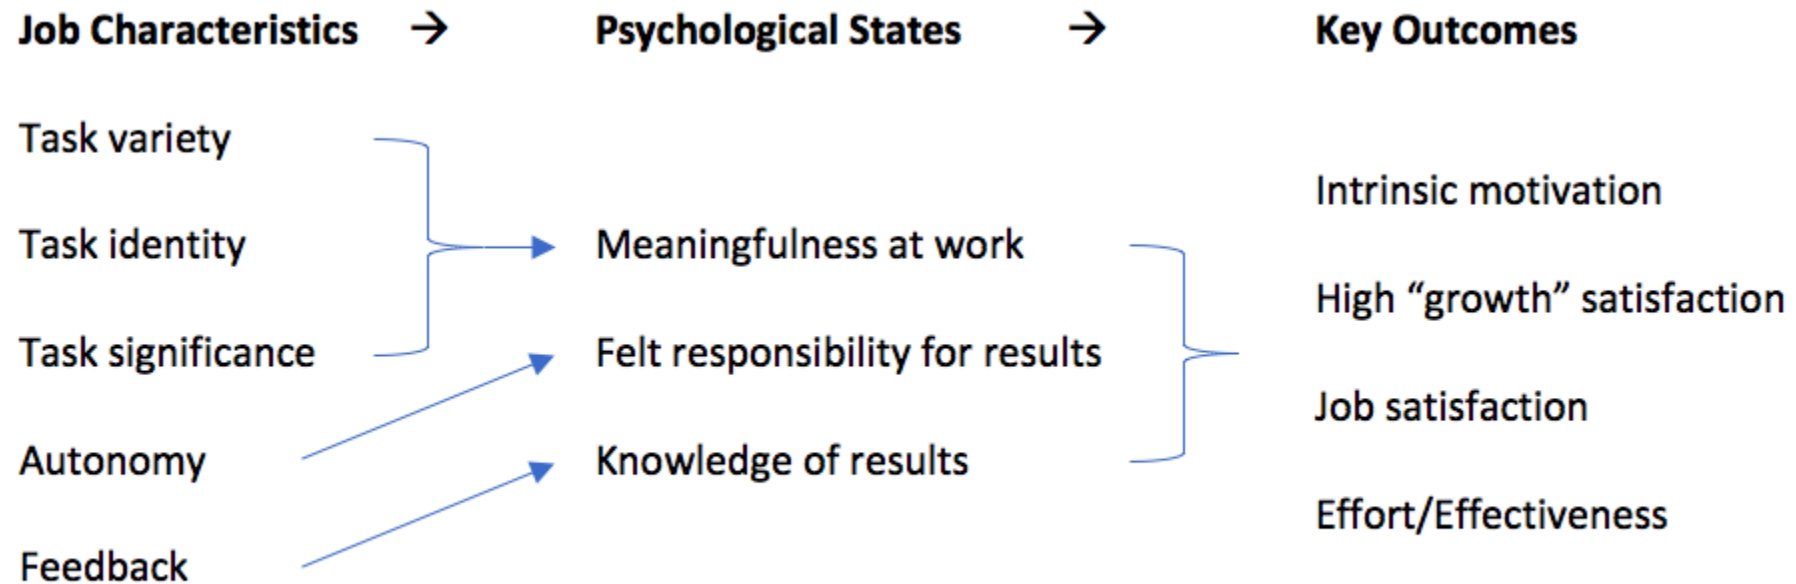 Job Characteristics → Psychological States → Key Outcomes
Task variety
Task identity
Task significance
Autonomy
Feedback
Meaningfulness at work
Felt responsibility for results
Knowledge of results
Intrinsic motivation
High “growth” satisfaction
Job satisfaction
Effort/Effectiveness